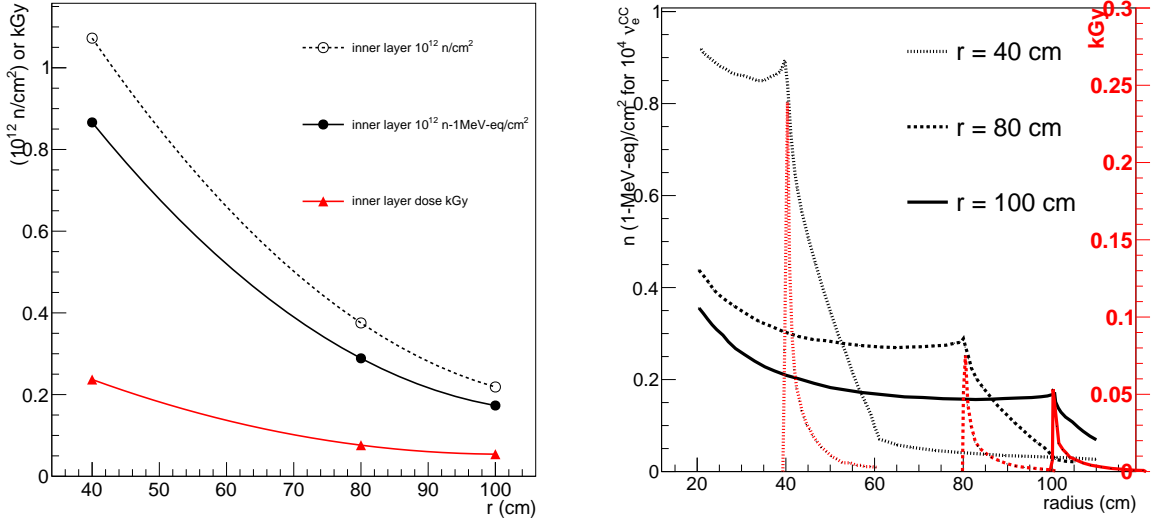 (10¹² n/cm²) or kGy
1
0.8
0.6
0.4
0.2
0
40 50 60 70 80 90 100
r (cm)
inner layer 10¹² n/cm²
inner layer 10¹² n-1MeV-eq/cm²
inner layer dose kGy
n (1-MeV-eq)/cm² for 10⁴ νₑᶜᶜ
1
0.8
0.6
0.4
0.2
0
20 40 60 80 100
radius (cm)
r = 40 cm
r = 80 cm
r = 100 cm
kGy
0.3
0.25
0.2
0.15
0.1
0.05
0